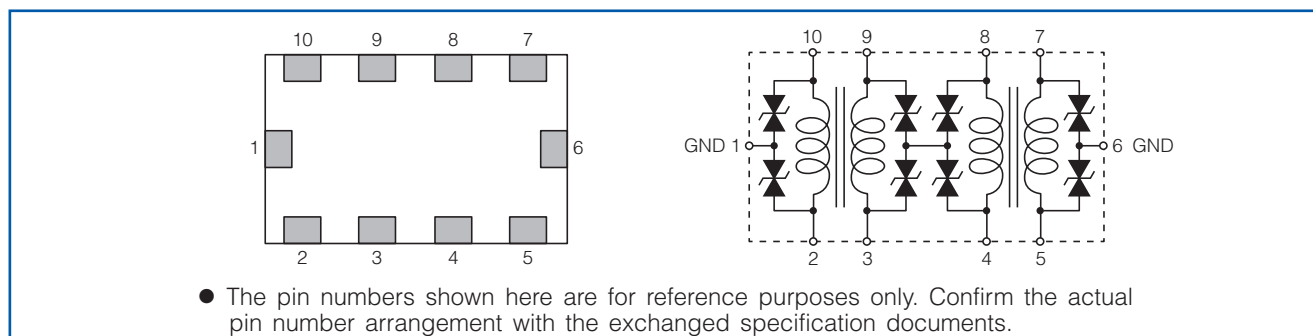 10 9 8 7
1 6
2 3 4 5
10 9 8 7
GND 1 6 GND
2 3 4 5
● The pin numbers shown here are for reference purposes only. Confirm the actual
pin number arrangement with the exchanged specification documents.